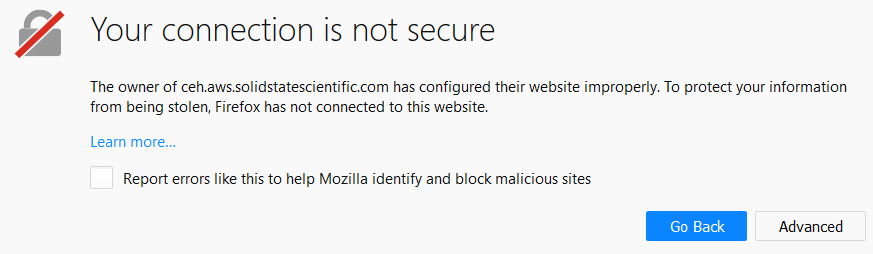 Your connection is not secure
The owner of ceh.aws.solidstatescientific.com has configured their website improperly. To protect your information
from being stolen, Firefox has not connected to this website.
Learn more...
Report errors like this to help Mozilla identify and block malicious sites
Go Back
Advanced